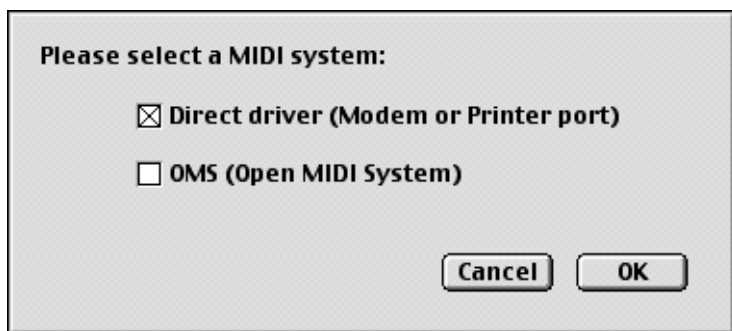 Please select a MIDI system:
Direct driver (Modem or Printer port)
OMS (Open MIDI System)
Cancel OK